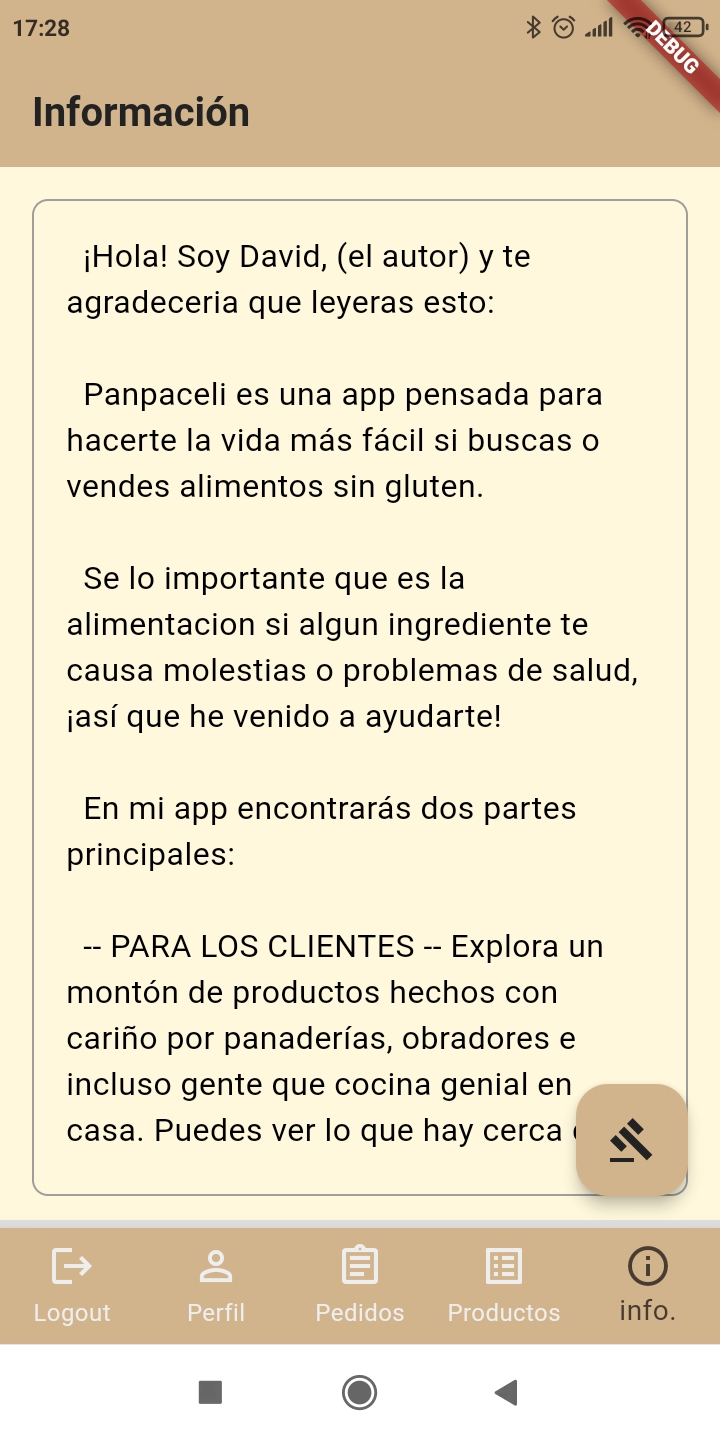 17:28
42
DEBUG
Información
¡Hola! Soy David, (el autor) y te
agradeceria que leyeras esto:
Panpaceli es una app pensada para
hacerte la vida más fácil si buscas o
vendes alimentos sin gluten.
Se lo importante que es la
alimentacion si algun ingrediente te
causa molestias o problemas de salud,
¡así que he venido a ayudarte!
En mi app encontrarás dos partes
principales:
-- PARA LOS CLIENTES -- Explora un
montón de productos hechos con
cariño por panaderías, obradores e
incluso gente que cocina genial en
casa. Puedes ver lo que hay cerca
Logout
Perfil
Pedidos
Productos
info.